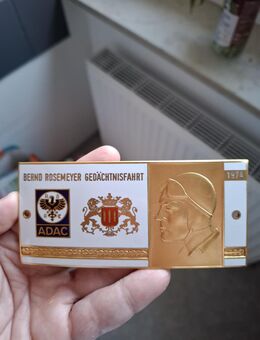 BERND ROSEMEYER GEDÄCHTNISFAHRT
1974
ADAC